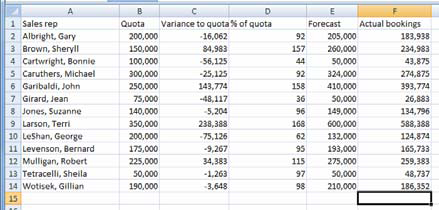 A B C D E F
1 Sales rep Quota Variance to quota % of quota Forecast Actual bookings
2 Albright, Gary 200,000 -16,062 92 205,000 183,938
3 Brown, Sheryll 150,000 84,983 157 260,000 234,983
4 Cartwright, Bonnie 100,000 -56,125 44 50,000 43,875
5 Caruthers, Michael 300,000 -25,125 92 324,000 274,875
6 Garibaldi, John 250,000 143,774 158 410,000 393,774
7 Girard, Jean 75,000 -48,117 36 50,000 26,883
8 Jones, Suzanne 140,000 -5,204 96 149,000 134,796
9 Larson, Terri 350,000 238,388 168 600,000 588,388
10 LeShan, George 200,000 -75,126 62 132,000 124,874
11 Levenson, Bernard 175,000 -9,267 95 193,000 165,733
12 Mulligan, Robert 225,000 34,383 115 275,000 259,383
13 Tetracelli, Sheila 50,000 -1,263 97 50,000 48,737
14 Wotisek, Gillian 190,000 -3,648 98 210,000 186,352
15